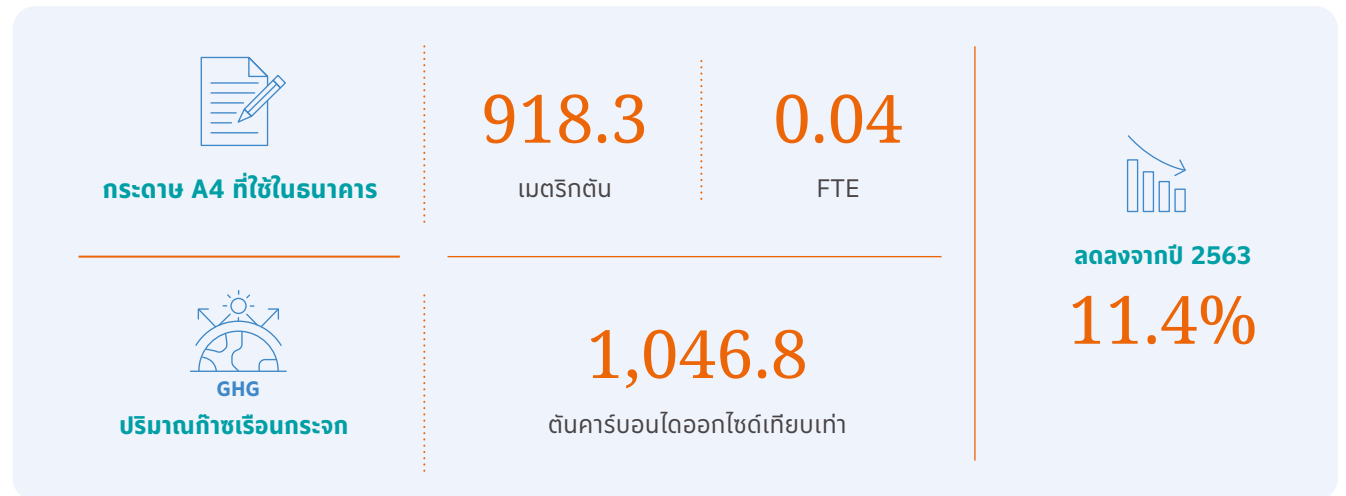 กระดาษ A4 ที่ใช้ในธนาคาร
918.3
เมตริกตัน
0.04
FTE
GHG
ปริมาณก๊าซเรือนกระจก
1,046.8
ตันคาร์บอนไดออกไซด์เทียบเท่า
ลดลงจากปี 2563
11.4%